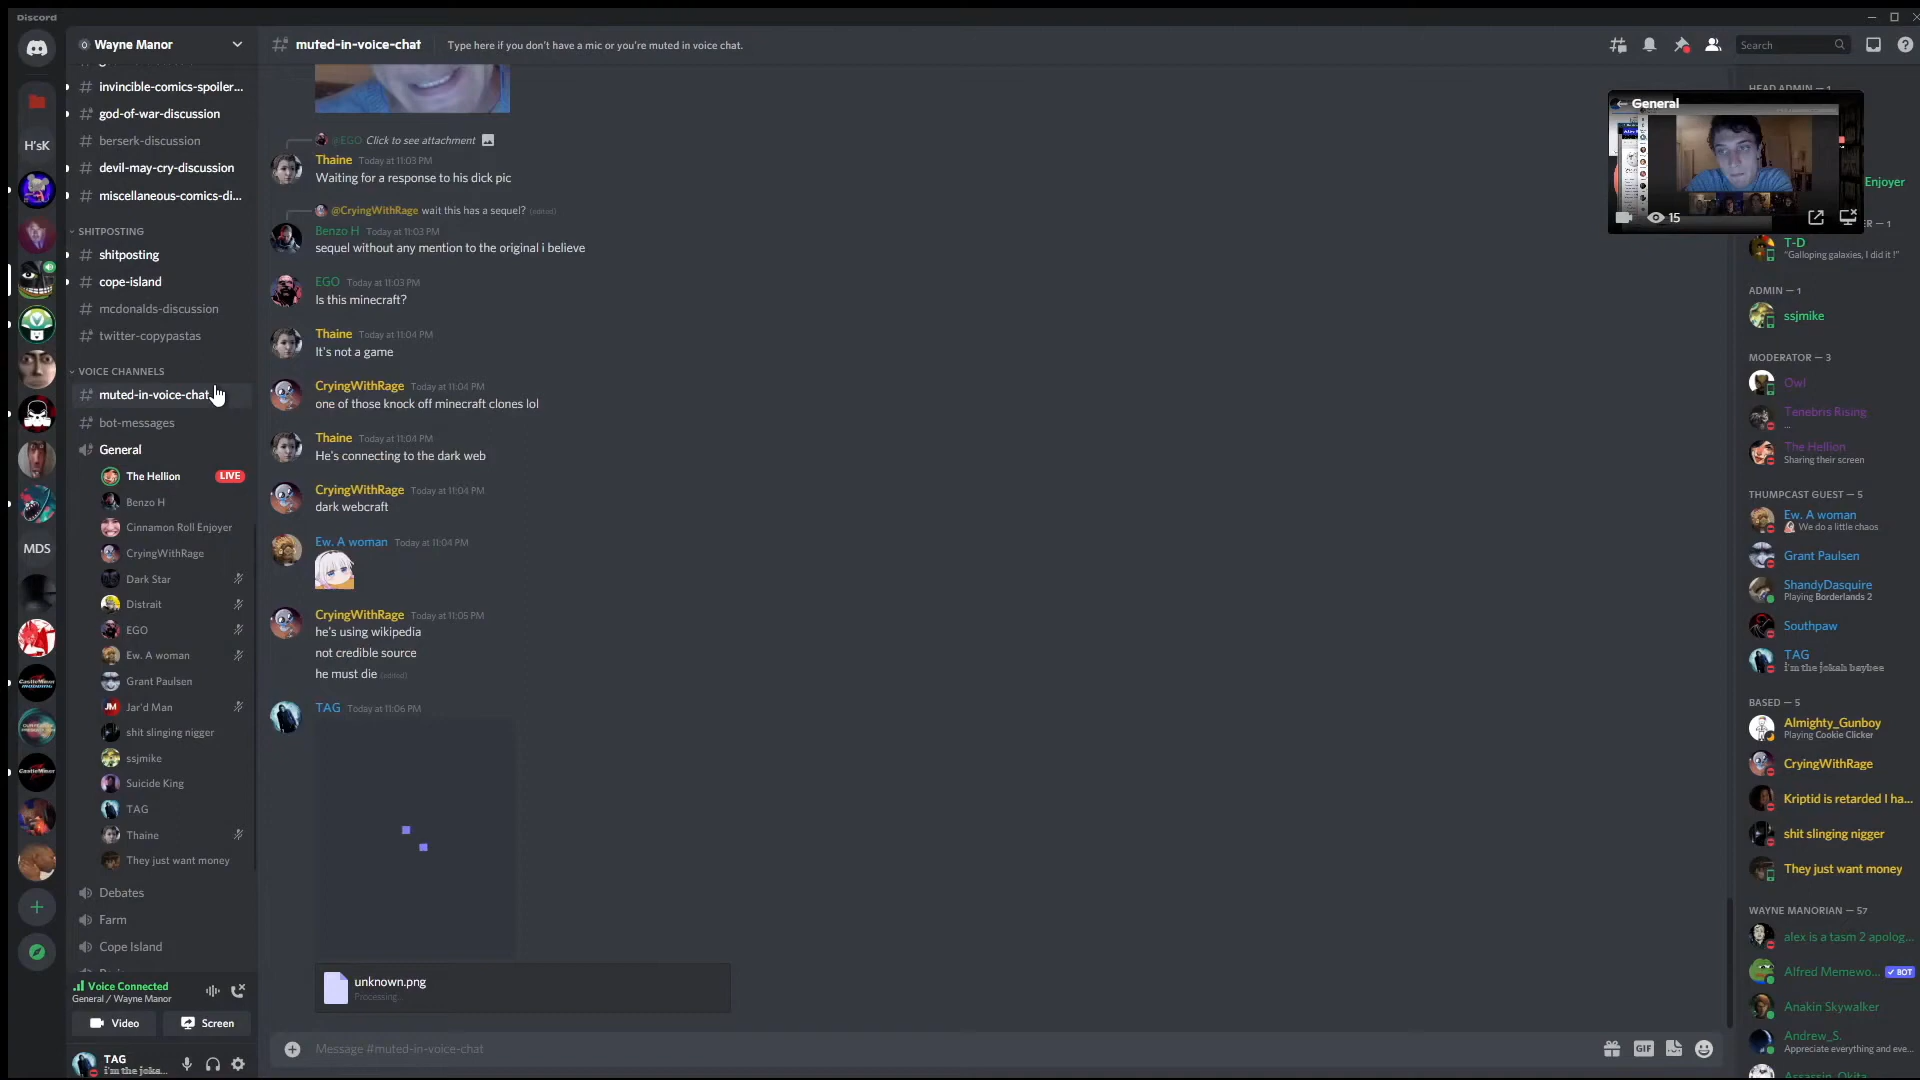 Discord
Wayne Manor
invincible-comics-spoiler...
god-of-war-discussion
berserk-discussion
devil-may-cry-discussion
miscellaneous-comics-di...
SHITPOSTING
shitposting
cope-island
mcdonalds-discussion
twitter-copypastas
VOICE CHANNELS
muted-in-voice-chat
bot-messages
General
The Hellion LIVE
Benzo H
Cinnamon Roll Enjoyer
CryingWithRage
Dark Star
Distrait
EGO
Ew. A woman
Grant Paulsen
Jar'd Man
shit slinging nigger
ssjmike
Suicide King
TAG
Thaine
They just want money
Debates
Farm
Cope Island
Voice Connected
General / Wayne Manor
Video Screen
TAG
i'm the joka...
H'sK
MDS
JM
muted-in-voice-chat Type here if you don't have a mic or you're muted in voice chat.
Search
@EGO Click to see attachment
Thaine Today at 11:03 PM
Waiting for a response to his dick pic
@CryingWithRage wait this has a sequel? (edited)
Benzo H Today at 11:03 PM
sequel without any mention to the original i believe
EGO Today at 11:03 PM
Is this minecraft?
Thaine Today at 11:04 PM
It's not a game
CryingWithRage Today at 11:04 PM
one of those knock off minecraft clones lol
Thaine Today at 11:04 PM
He's connecting to the dark web
CryingWithRage Today at 11:04 PM
dark webcraft
Ew. A woman Today at 11:04 PM
CryingWithRage Today at 11:05 PM
he's using wikipedia
not credible source
he must die (edited)
TAG Today at 11:06 PM
unknown.png
Processing...
Message #muted-in-voice-chat
GIF
General
15
HEAD ADMIN — 1
Enjoyer
R — 1
T-D
"Galloping galaxies, I did it !"
ADMIN — 1
ssjmike
MODERATOR — 3
Owl
Tenebris Rising
...
The Hellion
Sharing their screen
THUMPCAST GUEST — 5
Ew. A woman
We do a little chaos
Grant Paulsen
ShandyDasquire
Playing Borderlands 2
Southpaw
TAG
i'm the jokah baybee
BASED — 5
Almighty_Gunboy
Playing Cookie Clicker
CryingWithRage
Kriptid is retarded I ha...
shit slinging nigger
They just want money
WAYNE MANORIAN — 57
alex is a tasm 2 apolog...
Alfred Memewo... BOT
Anakin Skywalker
Andrew_S.
Appreciate everything and eve...
Assassin_Okita